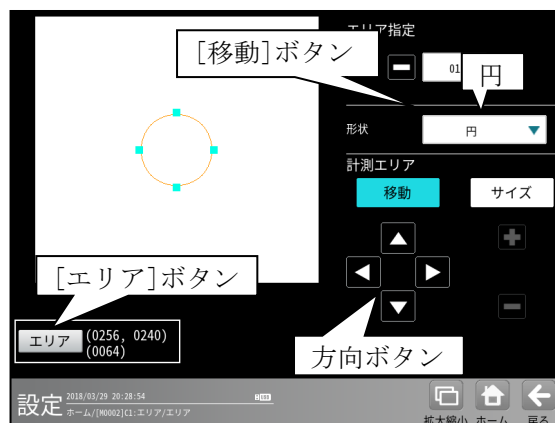 エリア指定
[移動]ボタン
01
円
形状
円
計測エリア
移動
サイズ
[エリア]ボタン
エリア
(0256, 0240)
(0064)
方向ボタン
設定
2018/03/29 20:28:54
ホーム/[M0002]C1:エリア/エリア
拡大縮小
ホーム
戻る